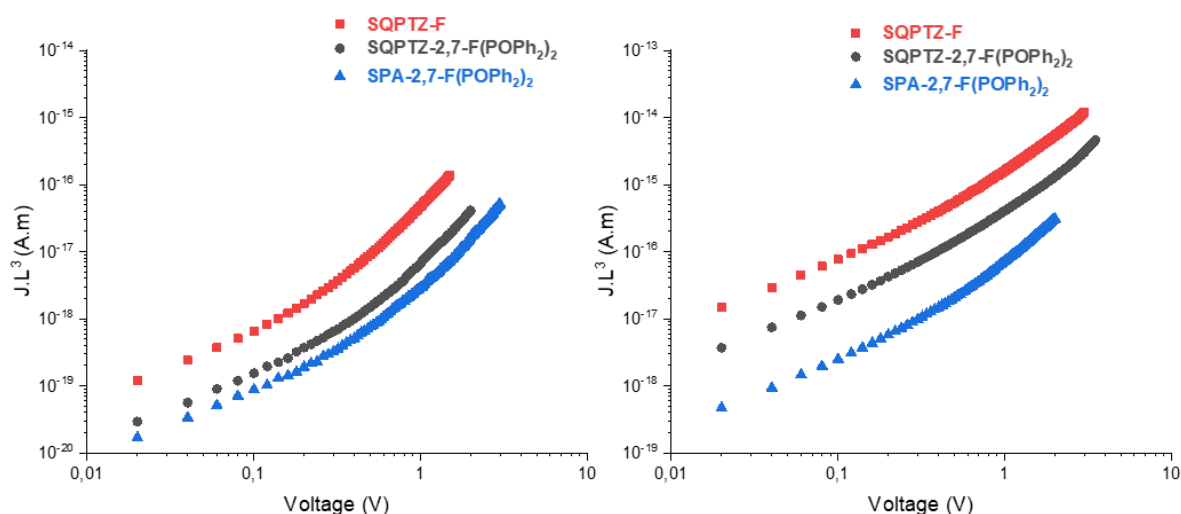 SQPTZ-F
SQPTZ-2,7-F(POPh₂)₂
SPA-2,7-F(POPh₂)₂
10⁻¹⁴
10⁻¹⁵
10⁻¹⁶
10⁻¹⁷
10⁻¹⁸
10⁻¹⁹
10⁻²⁰
J.L³ (A.m)
0,01
0,1
1
10
Voltage (V)
SQPTZ-F
SQPTZ-2,7-F(POPh₂)₂
SPA-2,7-F(POPh₂)₂
10⁻¹³
10⁻¹⁴
10⁻¹⁵
10⁻¹⁶
10⁻¹⁷
10⁻¹⁸
10⁻¹⁹
J.L³ (A.m)
0,01
0,1
1
10
Voltage (V)